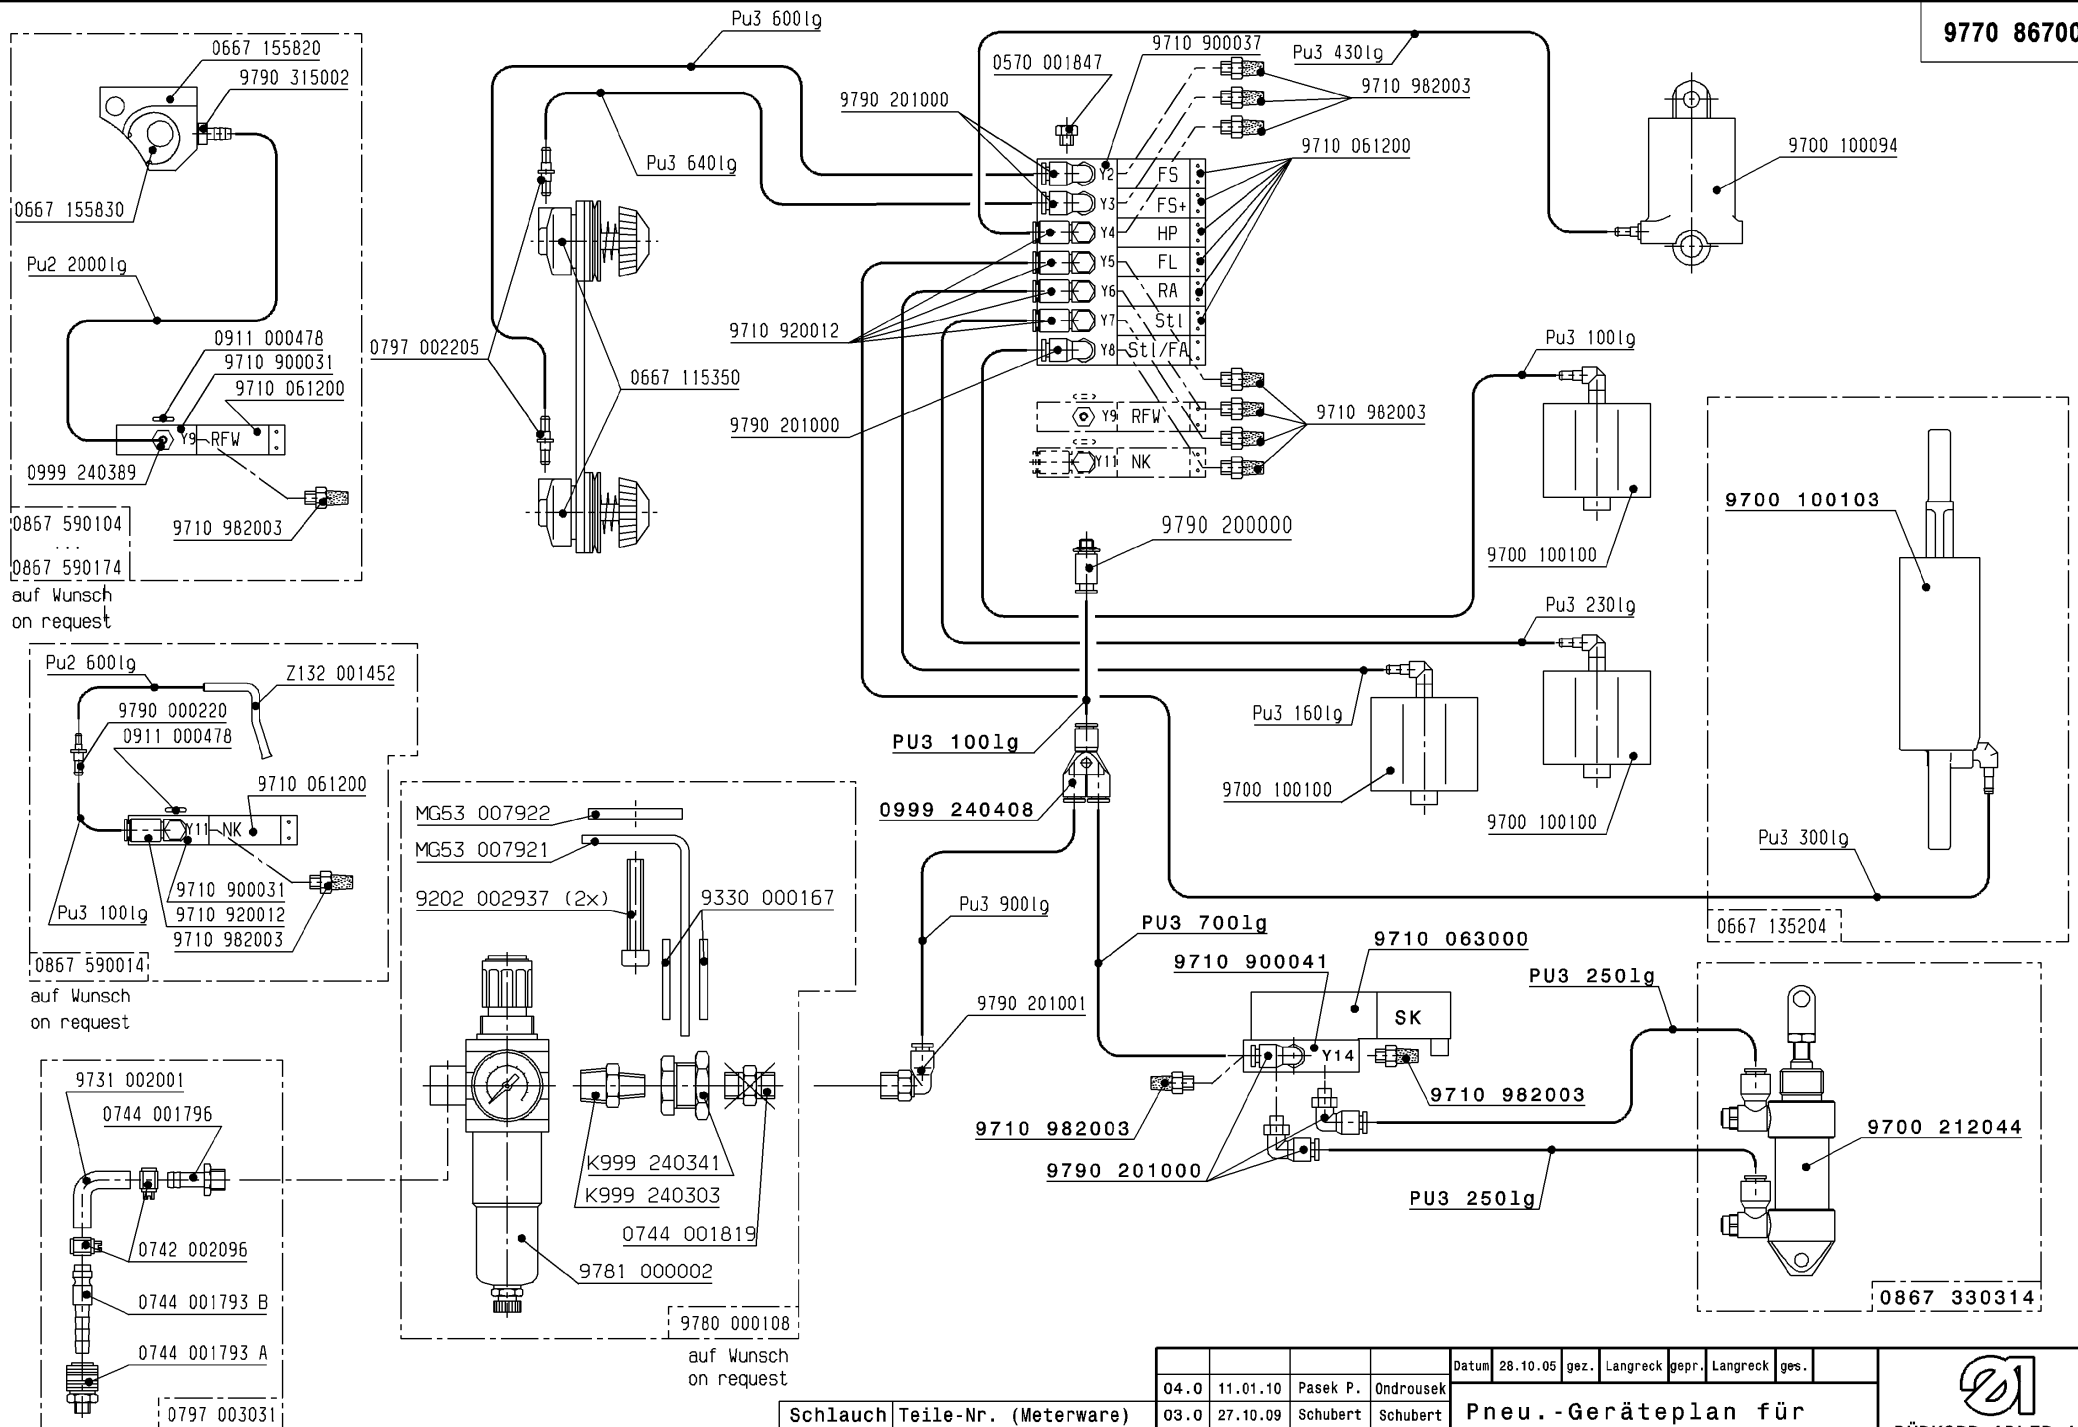 9770 86700
Pu3 600lg
0667 155820
9790 315002
0667 155830
Pu2 2000lg
0911 000478
9710 900031
9710 061200
Y9 RFW
0999 240389
9710 982003
0867 590104
...
0867 590174
auf Wunsch
on request
Pu3 640lg
0797 002205
0667 115350
9790 201000
0570 001847
9710 900037
Pu3 430lg
9710 982003
9710 061200
9700 100094
Y2 FS
Y3 FS+
Y4 HP
Y5 FL
Y6 RA
Y7 Stl
Y8 Stl/FA
Y9 RFW
Y11 NK
9710 920012
9790 201000
9710 982003
9790 200000
Pu3 100lg
9700 100100
Pu3 230lg
9700 100100
Pu3 160lg
9700 100100
9700 100103
Pu3 300lg
0667 135204
Pu2 600lg
Z132 001452
9790 000220
0911 000478
9710 061200
Y11 NK
9710 900031
Pu3 100lg
9710 920012
9710 982003
0867 590014
auf Wunsch
on request
PU3 100lg
0999 240408
Pu3 900lg
PU3 700lg
9790 201001
9710 063000
9710 900041
SK
Y14
9710 982003
9710 982003
9790 201000
PU3 250lg
PU3 250lg
9700 212044
0867 330314
MG53 007922
MG53 007921
9202 002937 (2x)
9330 000167
K999 240341
K999 240303
0744 001819
9781 000002
9780 000108
auf Wunsch
on request
9731 002001
0744 001796
0742 002096
0744 001793 B
0744 001793 A
0797 003031
Datum 28.10.05 gez. Langreck gepr. Langreck ges.
04.0 11.01.10 Pasek P. Ondrousek
03.0 27.10.09 Schubert Schubert
Schlauch Teile-Nr. (Meterware)
Pneu.-Geräteplan für